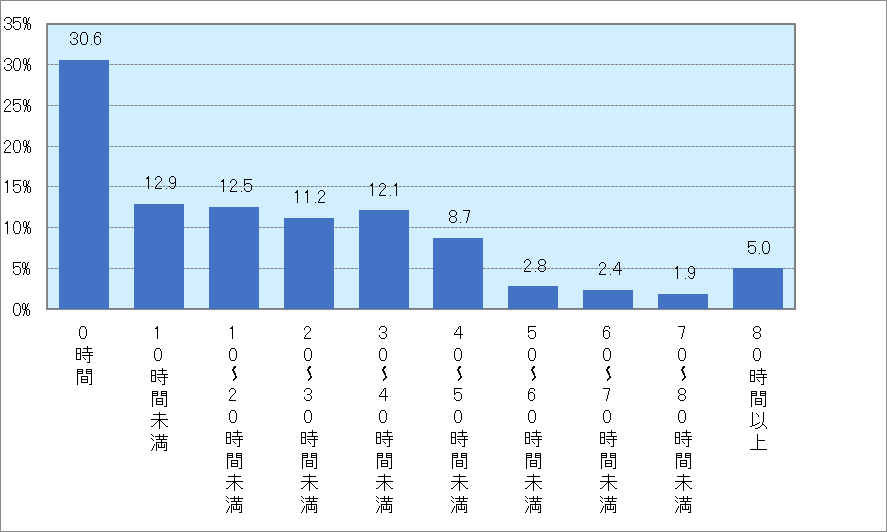 35%
30%
25%
20%
15%
10%
5%
0%
30.6
12.9
12.5
11.2
12.1
8.7
2.8
2.4
1.9
5.0
0時間
10時間未満
10～20時間未満
20～30時間未満
30～40時間未満
40～50時間未満
50～60時間未満
60～70時間未満
70～80時間未満
80時間以上